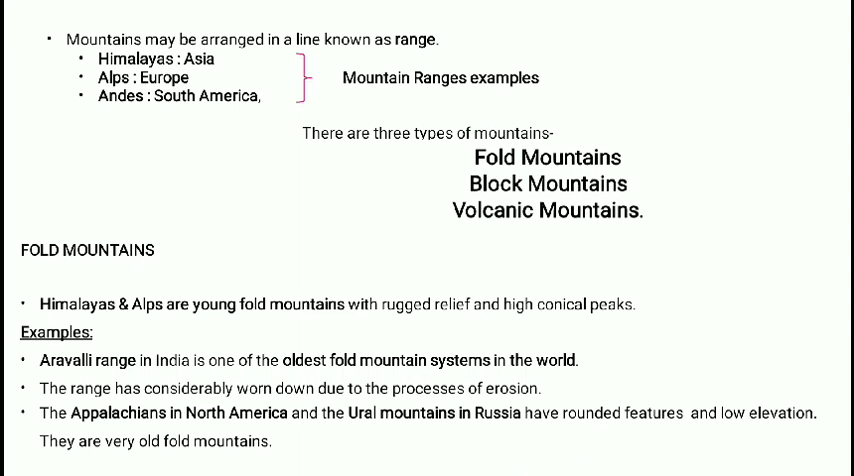 • Mountains may be arranged in a line known as range.
• Himalayas : Asia
• Alps : Europe
• Andes : South America,
Mountain Ranges examples
There are three types of mountains-
Fold Mountains
Block Mountains
Volcanic Mountains.
FOLD MOUNTAINS
• Himalayas & Alps are young fold mountains with rugged relief and high conical peaks.
Examples:
• Aravalli range in India is one of the oldest fold mountain systems in the world.
• The range has considerably worn down due to the processes of erosion.
• The Appalachians in North America and the Ural mountains in Russia have rounded features and low elevation.
They are very old fold mountains.